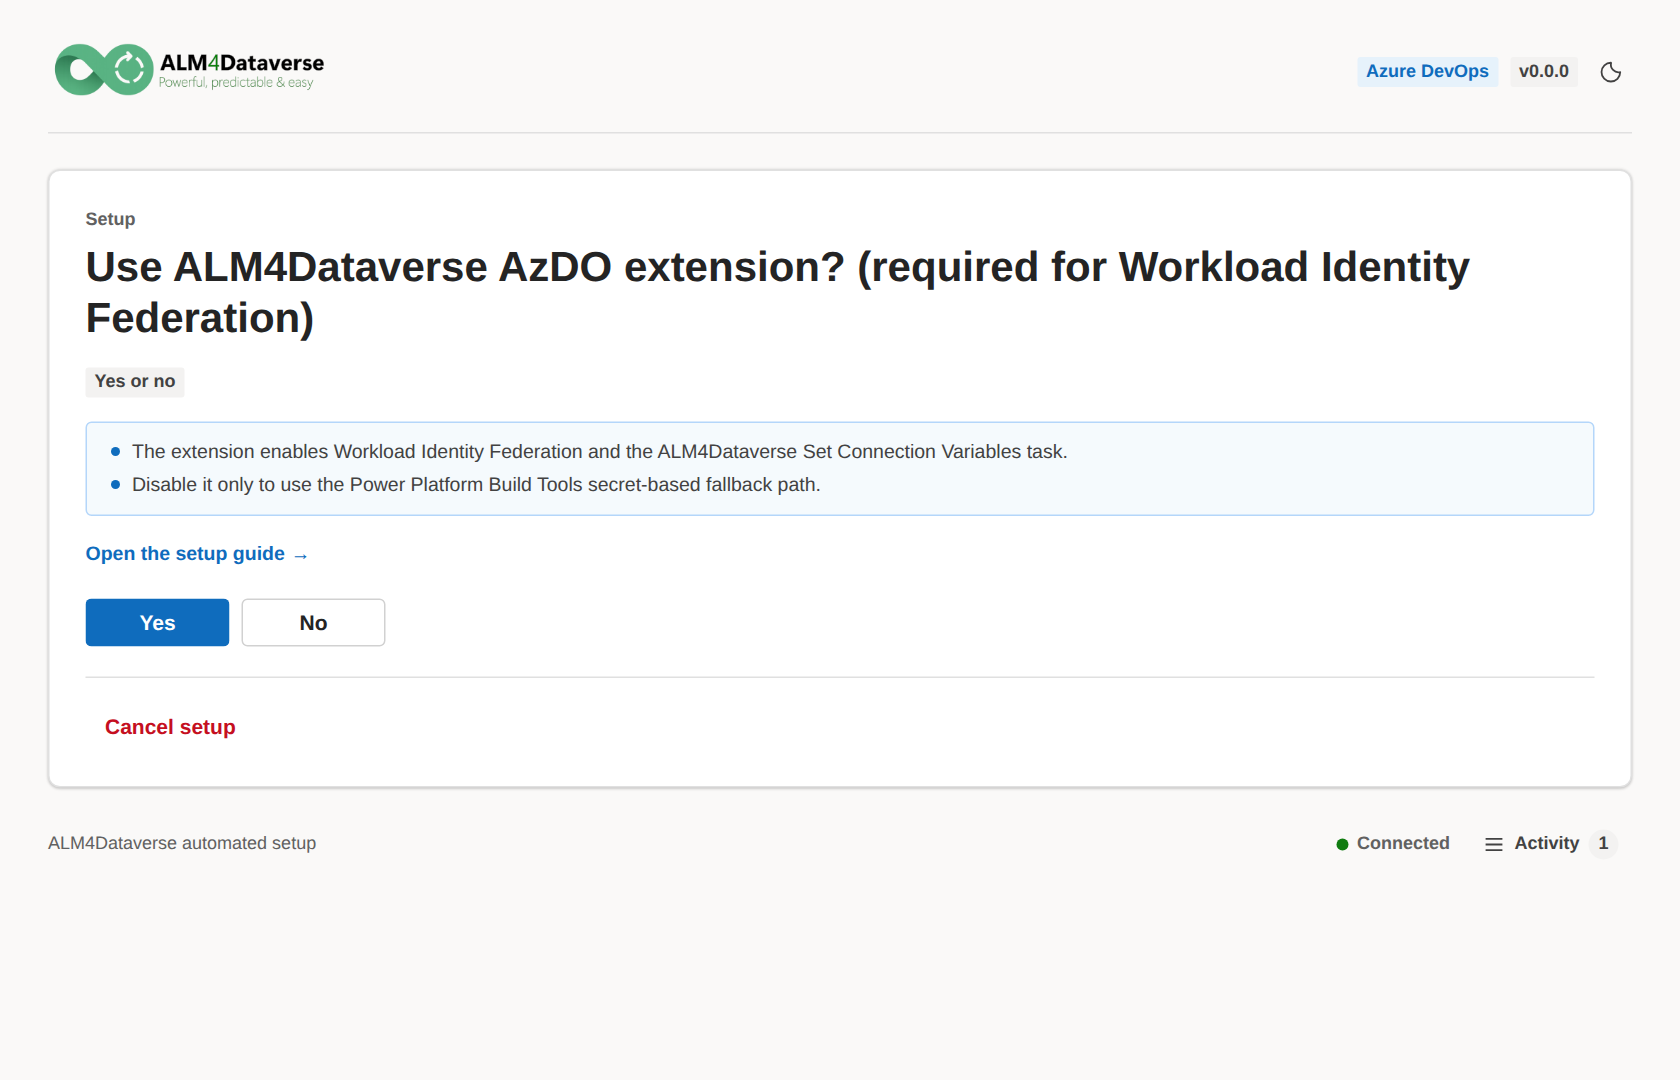 ALM4Dataverse
Powerful, predictable & easy
Azure DevOps
v0.0.0
Setup
Use ALM4Dataverse AzDO extension? (required for Workload Identity
Federation)
Yes or no
The extension enables Workload Identity Federation and the ALM4Dataverse Set Connection Variables task.
Disable it only to use the Power Platform Build Tools secret-based fallback path.
Open the setup guide →
Yes
No
Cancel setup
ALM4Dataverse automated setup
Connected
Activity 1